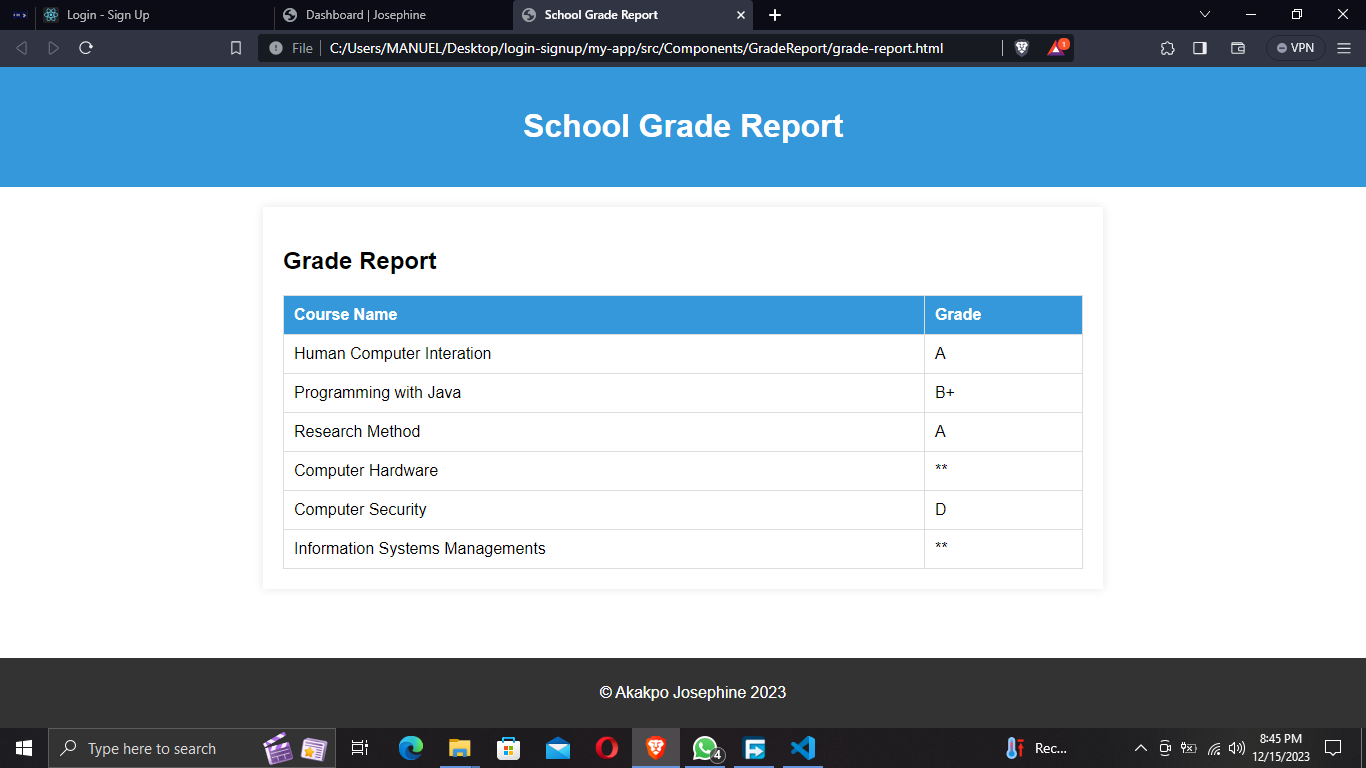 Login - Sign Up
Dashboard | Josephine
School Grade Report
File
C:/Users/MANUEL/Desktop/login-signup/my-app/src/Components/GradeReport/grade-report.html
1
VPN
School Grade Report
Grade Report
Course Name Grade
Human Computer Interation A
Programming with Java B+
Research Method A
Computer Hardware **
Computer Security D
Information Systems Managements **
© Akakpo Josephine 2023
Type here to search
4
Rec...
8:45 PM
12/15/2023